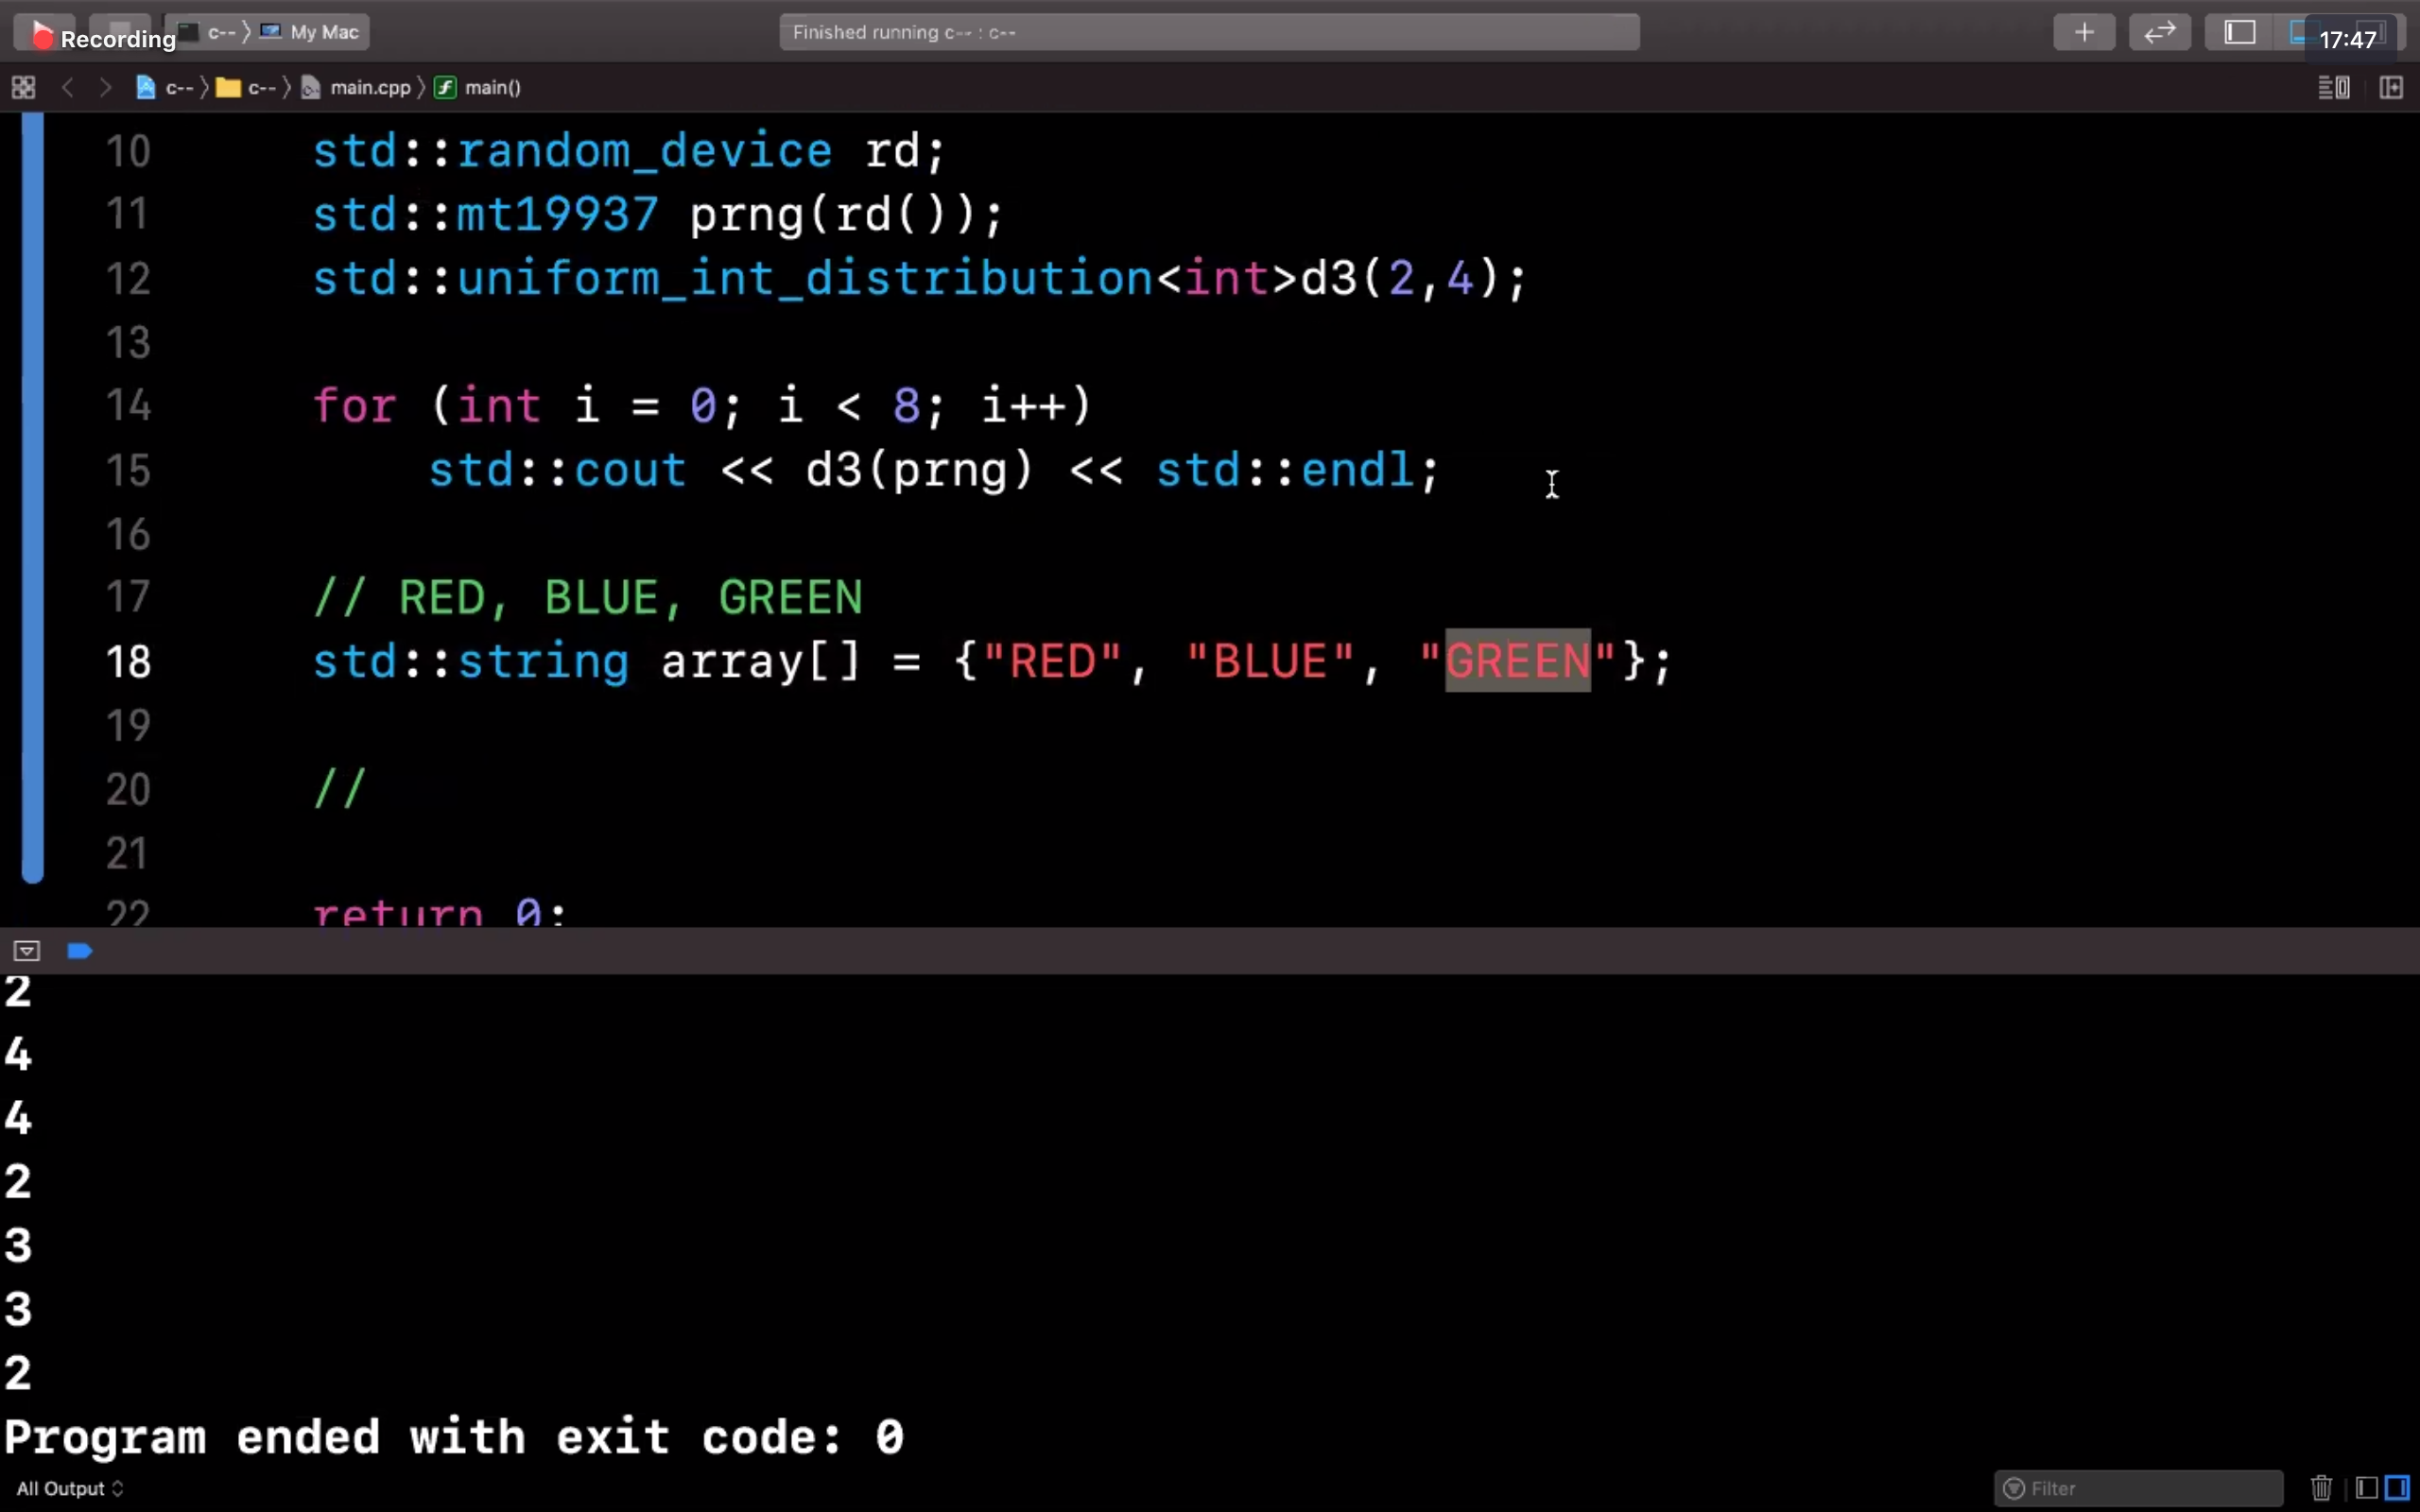 Recording
c-- 〉 My Mac
Finished running c-- : c--
17:47
c-- 〉 c-- 〉 main.cpp 〉 main()
10 std::random_device rd;
11 std::mt19937 prng(rd());
12 std::uniform_int_distribution<int>d3(2,4);
13
14 for (int i = 0; i < 8; i++)
15 std::cout << d3(prng) << std::endl;
16
17 // RED, BLUE, GREEN
18 std::string array[] = {"RED", "BLUE", "GREEN"};
19
20 //
21
22 return 0;
2
4
4
2
3
3
2
Program ended with exit code: 0
All Output
Filter